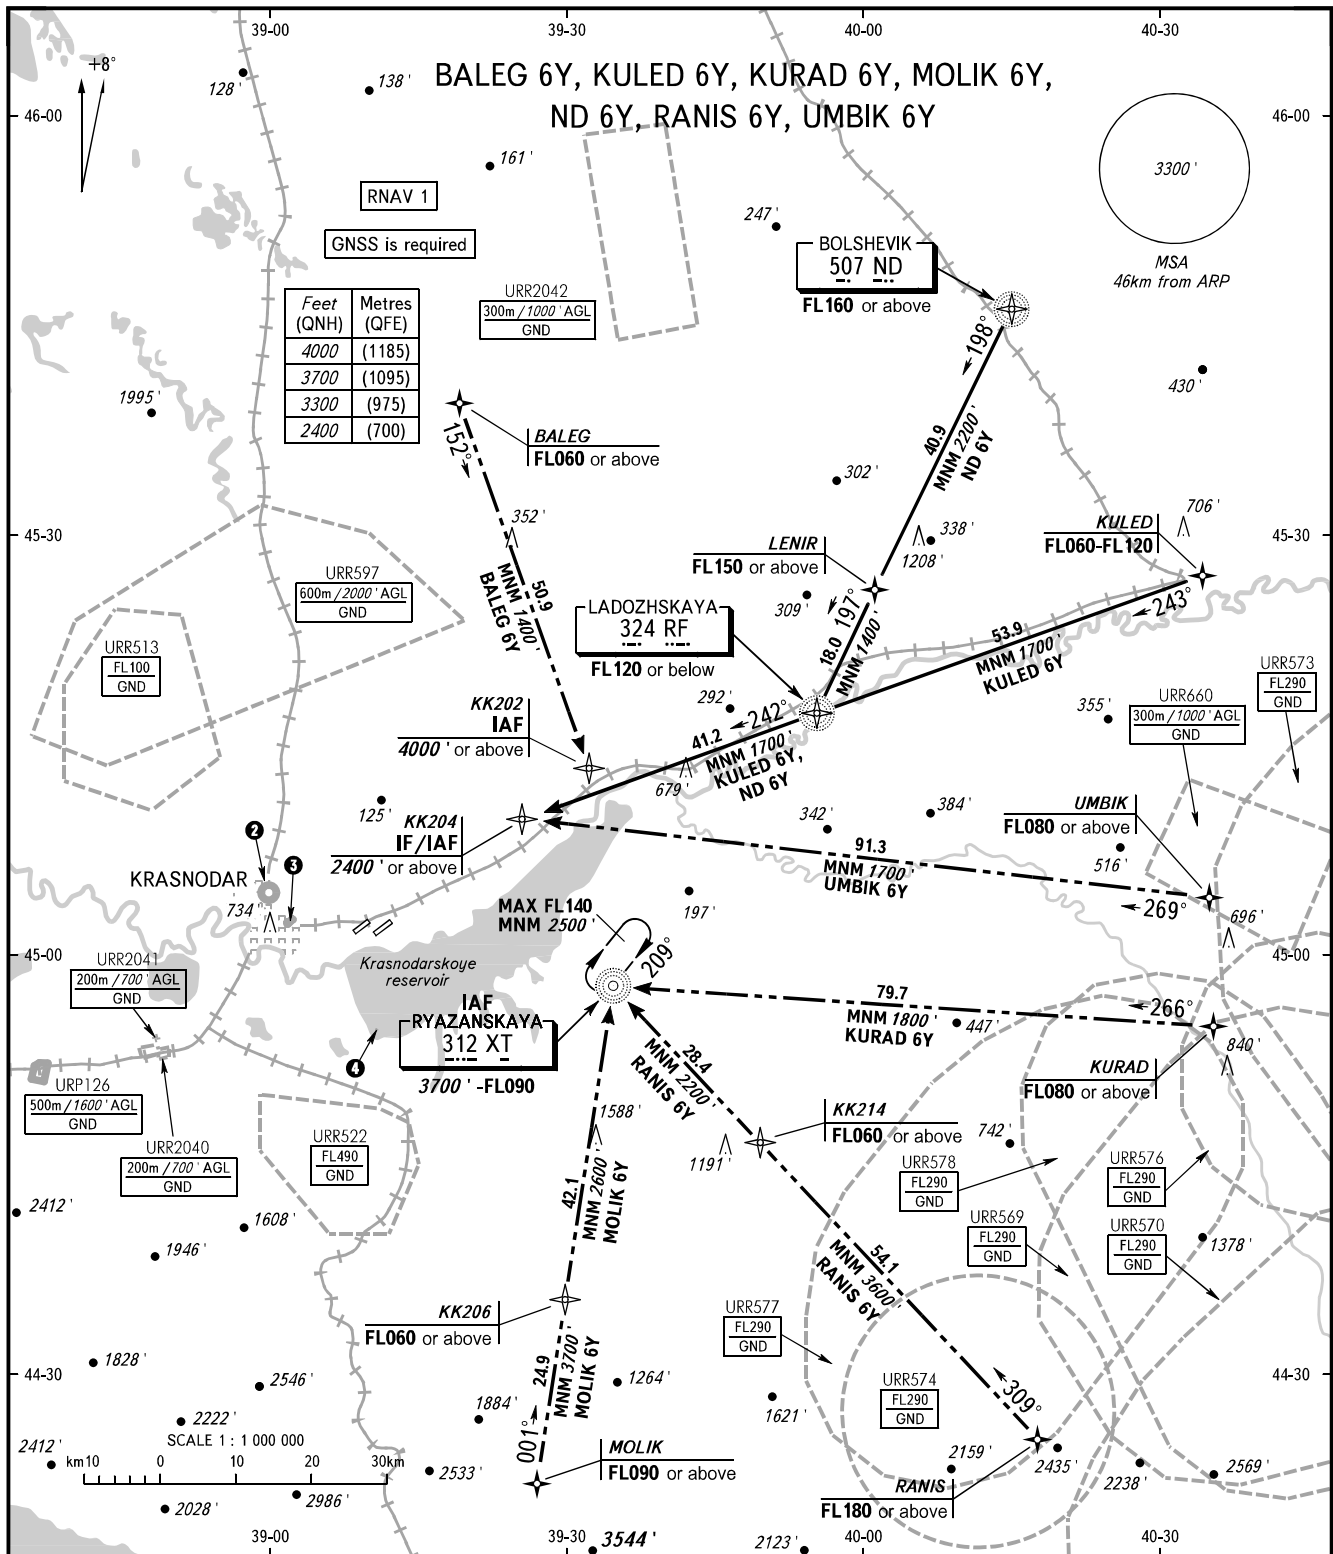 39-00
39-30
40-00
40-30
+8°
128'
138'
BALEG 6Y, KULED 6Y, KURAD 6Y, MOLIK 6Y,
ND 6Y, RANIS 6Y, UMBIK 6Y
46-00
46-00
161'
3300'
RNAV 1
247'
GNSS is required
BOLSHEVIK
507 ND
FL160 or above
MSA
46km from ARP
URR2042
300m/1000' AGL
GND
Feet (QNH) Metres (QFE)
4000 (1185)
3700 (1095)
3300 (975)
2400 (700)
198°
1995'
430'
BALEG
FL060 or above
152°
40.9
MNM 2200'
ND 6Y
302'
352'
706'
338'
1208'
KULED
FL060-FL120
45-30
45-30
LENIR
FL150 or above
URR597
600m/2000' AGL
GND
50.9
MNM 1400'
BALEG 6Y
309'
197°
18.0
MNM 1400'
243°
53.9
MNM 1700'
KULED 6Y
LADOZHSKAYA
324 RF
FL120 or below
URR513
FL100
GND
URR573
FL290
GND
URR660
300m/1000' AGL
GND
292'
242°
355'
KK202
IAF
4000' or above
41.2
MNM 1700'
KULED 6Y,
ND 6Y
679'
125'
342'
384'
UMBIK
FL080 or above
KK204
IF/IAF
2400' or above
516'
91.3
MNM 1700'
UMBIK 6Y
2
3
KRASNODAR
734'
197'
269°
696'
MAX FL140
MNM 2500'
209°
45-00
45-00
URR2041
200m/700' AGL
GND
Krasnodarskoye
reservoir
79.7
MNM 1800'
KURAD 6Y
266°
IAF
RYAZANSKAYA
312 XT
3700'-FL090
4
447'
840'
KURAD
FL080 or above
28.4
MNM 2200'
RANIS 6Y
URP126
500m/1600' AGL
GND
1588'
KK214
FL060 or above
URR522
FL490
GND
URR2040
200m/700' AGL
GND
1191'
742'
URR578
FL290
GND
URR576
FL290
GND
2412'
1608'
42.1
MNM 2600'
MOLIK 6Y
URR569
FL290
GND
URR570
FL290
GND
1946'
1378'
54.1
MNM 3600'
RANIS 6Y
KK206
FL060 or above
URR577
FL290
GND
1828'
24.9
MNM 3700'
MOLIK 6Y
44-30
44-30
2546'
1264'
URR574
FL290
GND
309°
1884'
1621'
2222'
001°
SCALE 1 : 1 000 000
MOLIK
FL090 or above
2412'
km10 0 10 20 30km
2533'
2159'
2435'
2238'
2569'
RANIS
FL180 or above
2028'
2986'
39-00
39-30
3544'
2123'
40-00
40-30